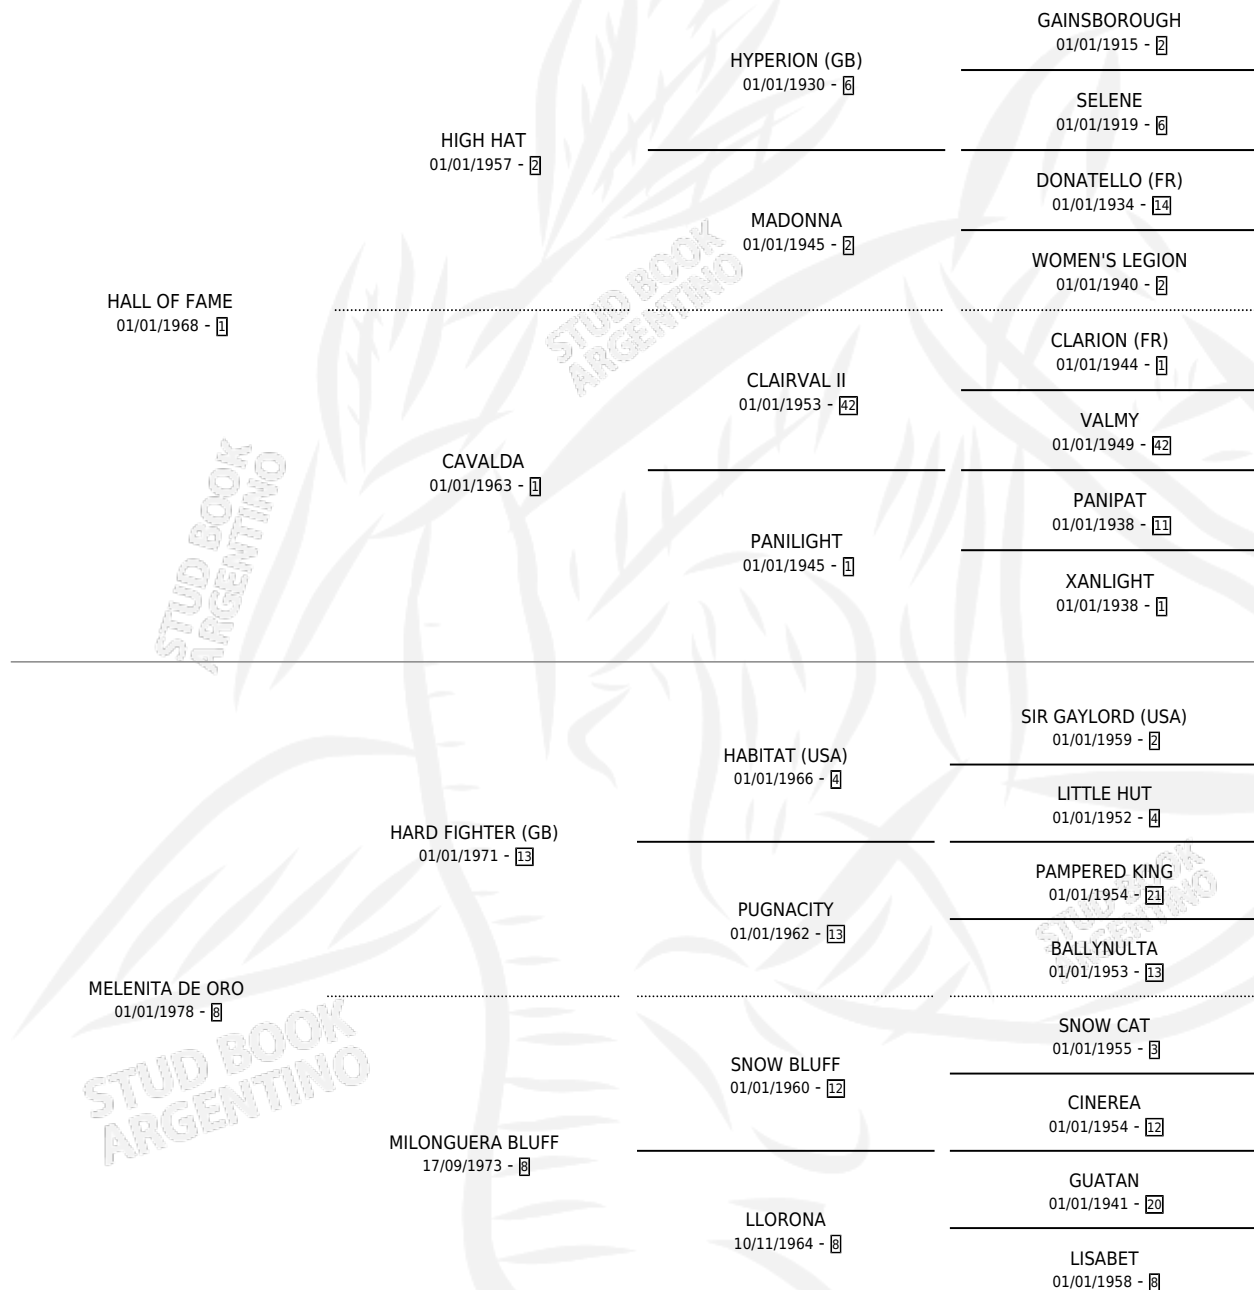 GAINSBOROUGH
01/01/1915 - 2
HYPERION (GB)
01/01/1930 - 6
SELENE
01/01/1919 - 6
HIGH HAT
01/01/1957 - 2
DONATELLO (FR)
01/01/1934 - 14
MADONNA
01/01/1945 - 2
WOMEN'S LEGION
01/01/1940 - 2
HALL OF FAME
01/01/1968 - 1
CLARION (FR)
01/01/1944 - 1
CLAIRVAL II
01/01/1953 - 42
VALMY
01/01/1949 - 42
CAVALDA
01/01/1963 - 1
PANIPAT
01/01/1938 - 11
PANILIGHT
01/01/1945 - 1
XANLIGHT
01/01/1938 - 1
SIR GAYLORD (USA)
01/01/1959 - 2
HABITAT (USA)
01/01/1966 - 4
LITTLE HUT
01/01/1952 - 4
HARD FIGHTER (GB)
01/01/1971 - 13
PAMPERED KING
01/01/1954 - 21
PUGNACITY
01/01/1962 - 13
BALLYNULTA
01/01/1953 - 13
MELENITA DE ORO
01/01/1978 - 8
SNOW CAT
01/01/1955 - 3
SNOW BLUFF
01/01/1960 - 12
CINEREA
01/01/1954 - 12
MILONGUERA BLUFF
17/09/1973 - 8
GUATAN
01/01/1941 - 20
LLORONA
10/11/1964 - 8
LISABET
01/01/1958 - 8
STUD BOOK
ARGENTINO
STUD BOOK
ARGENTINO
STUD BOOK
ARGENTINO
STUD BOOK
ARGENTINO